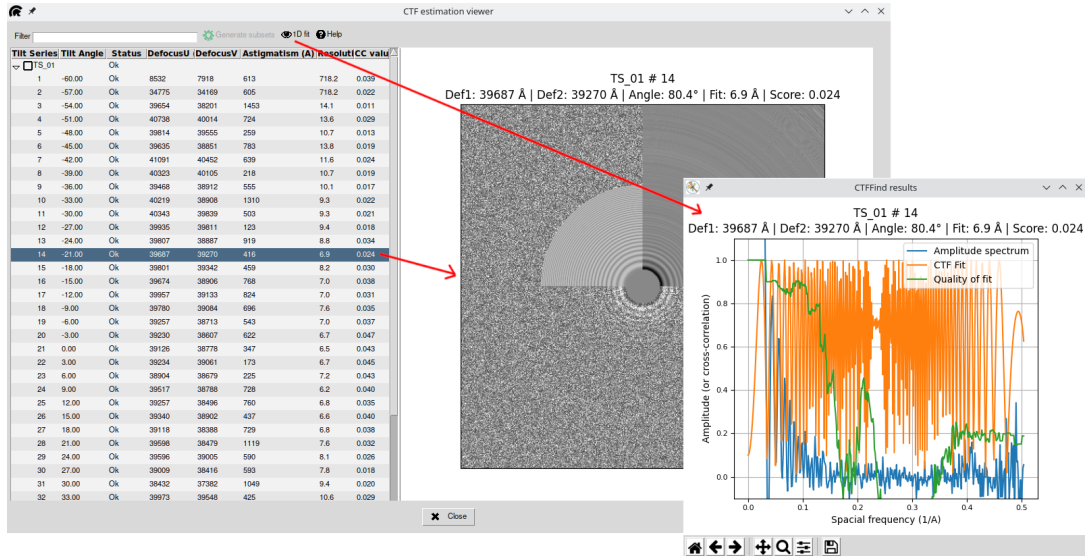 CTF estimation viewer
Filter Generate subsets 1D fit Help
Tilt Series Tilt Angle Status DefocusU ( DefocusV Astigmatism (A) Resoluti CC valu
TS_01 Ok
1 -60.00 Ok 8532 7918 613 718.2 0.039
2 -57.00 Ok 34775 34169 605 718.2 0.022
3 -54.00 Ok 39654 38201 1453 14.1 0.011
4 -51.00 Ok 40738 40014 724 13.6 0.029
5 -48.00 Ok 39814 39555 259 10.7 0.013
6 -45.00 Ok 39635 38851 783 13.8 0.019
7 -42.00 Ok 41091 40452 639 11.6 0.024
8 -39.00 Ok 40323 40105 218 10.7 0.019
9 -36.00 Ok 39468 38912 555 10.1 0.017
10 -33.00 Ok 40219 38908 1310 9.3 0.022
11 -30.00 Ok 40343 39839 503 9.3 0.021
12 -27.00 Ok 39935 39811 123 9.4 0.018
13 -24.00 Ok 39807 38887 919 8.8 0.034
14 -21.00 Ok 39687 39270 416 6.9 0.024
15 -18.00 Ok 39801 39342 459 8.2 0.030
16 -15.00 Ok 39674 38906 768 7.0 0.038
17 -12.00 Ok 39957 39133 824 7.0 0.031
18 -9.00 Ok 39780 39084 696 7.6 0.035
19 -6.00 Ok 39257 38713 543 7.0 0.037
20 -3.00 Ok 39230 38607 622 6.7 0.047
21 0.00 Ok 39126 38778 347 6.5 0.043
22 3.00 Ok 39234 39061 173 6.7 0.045
23 6.00 Ok 38904 38679 225 7.2 0.043
24 9.00 Ok 39517 38788 728 6.2 0.040
25 12.00 Ok 39257 38496 760 6.8 0.035
26 15.00 Ok 39340 38902 437 6.6 0.040
27 18.00 Ok 39118 38388 729 6.8 0.038
28 21.00 Ok 39598 38479 1119 7.6 0.032
29 24.00 Ok 39596 39005 590 8.1 0.026
30 27.00 Ok 39009 38416 593 7.8 0.018
31 30.00 Ok 38432 37382 1049 9.4 0.020
32 33.00 Ok 39973 39548 425 10.6 0.029
TS_01 # 14
Def1: 39687 Å | Def2: 39270 Å | Angle: 80.4° | Fit: 6.9 Å | Score: 0.024
Close
CTFFind results
TS_01 # 14
Def1: 39687 Å | Def2: 39270 Å | Angle: 80.4° | Fit: 6.9 Å | Score: 0.024
Amplitude spectrum
CTF Fit
Quality of fit
Amplitude (or cross-correlation)
1.0
0.8
0.6
0.4
0.2
0.0
0.0 0.1 0.2 0.3 0.4 0.5
Spacial frequency (1/A)